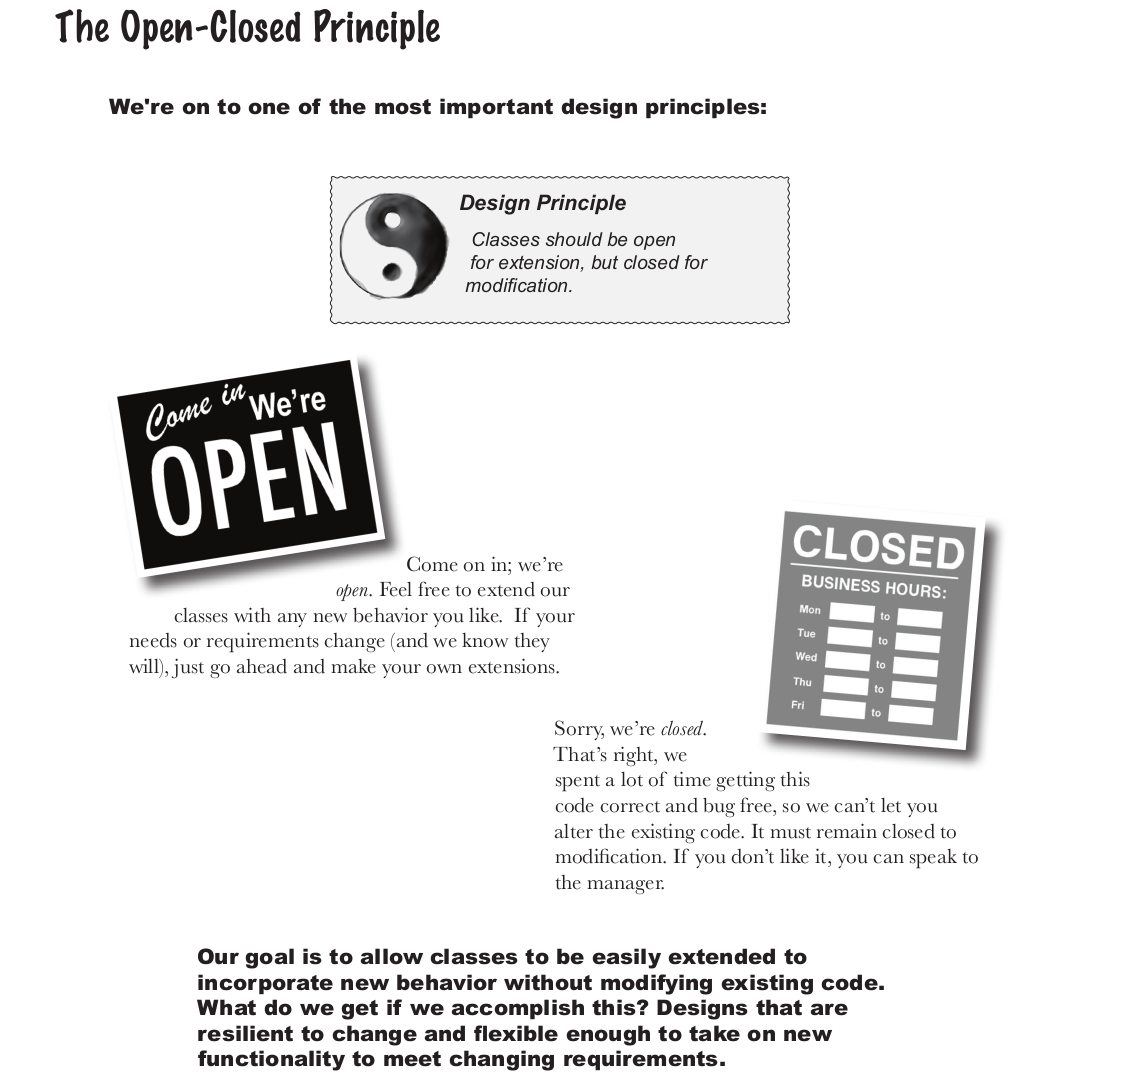 The Open-Closed Principle
We're on to one of the most important design principles:
Design Principle
Classes should be open
for extension, but closed for
modification.
Come in We're
OPEN
Come on in; we're
open. Feel free to extend our
classes with any new behavior you like. If your
needs or requirements change (and we know they
will), just go ahead and make your own extensions.
CLOSED
BUSINESS HOURS:
Mon to
Tue to
Wed to
Thu to
Fri to
Sorry, we're closed.
That's right, we
spent a lot of time getting this
code correct and bug free, so we can't let you
alter the existing code. It must remain closed to
modification. If you don't like it, you can speak to
the manager.
Our goal is to allow classes to be easily extended to
incorporate new behavior without modifying existing code.
What do we get if we accomplish this? Designs that are
resilient to change and flexible enough to take on new
functionality to meet changing requirements.